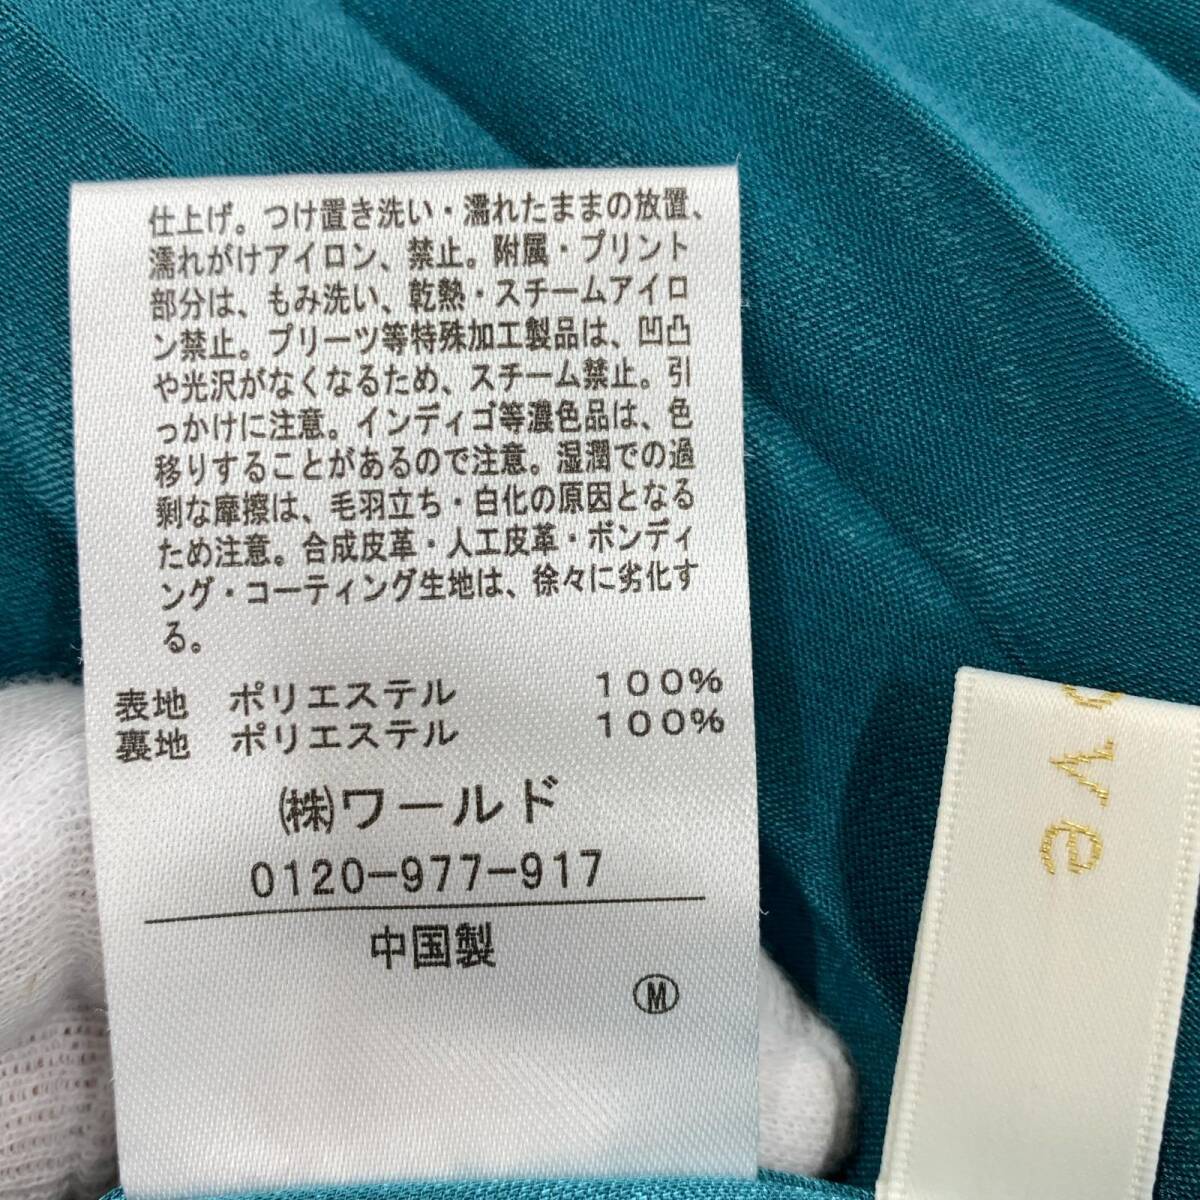 仕上げ。つけ置き洗い・濡れたままの放置、
濡れがけアイロン、禁止。附属・プリント
部分は、もみ洗い、乾熱・スチームアイロ
ン禁止。プリーツ等特殊加工製品は、凹凸
や光沢がなくなるため、スチーム禁止。引
っかけに注意。インディゴ等濃色品は、色
移りすることがあるので注意。湿潤での過
剰な摩擦は、毛羽立ち・白化の原因となる
ため注意。合成皮革・人工皮革・ボンディ
ング・コーティング生地は、徐々に劣化す
る。
表地 ポリエステル 100%
裏地 ポリエステル 100%
㈱ワールド
0120-977-917
中国製
Ⓜ
ove